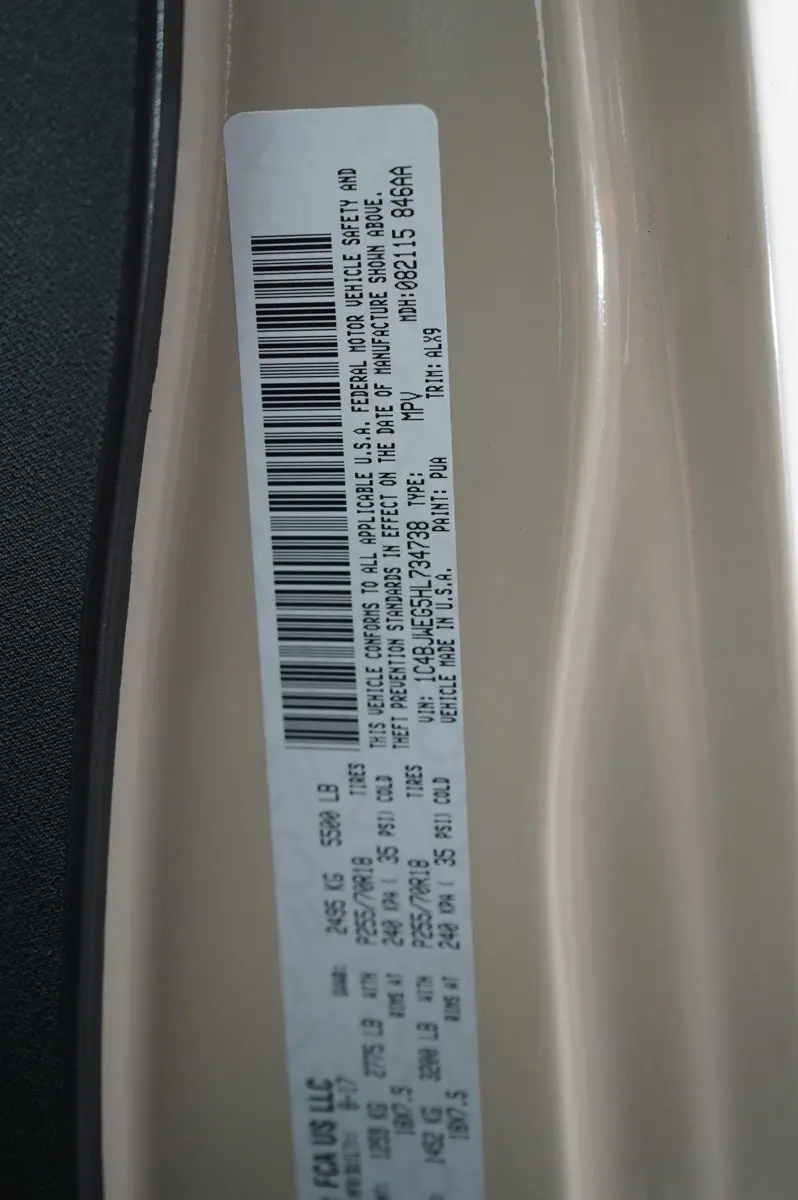 FCA US LLC
8-17 GVWR: 2495 KG 5500 LB
1259 KG 2775 LB WITH P255/70R18 TIRES
18X7.5 RIMS AT 240 KPA ( 35 PSI) COLD
1452 KG 3200 LB WITH P255/70R18 TIRES
18X7.5 RIMS AT 240 KPA ( 35 PSI) COLD
THIS VEHICLE CONFORMS TO ALL APPLICABLE U.S.A. FEDERAL MOTOR VEHICLE SAFETY AND
THEFT PREVENTION STANDARDS IN EFFECT ON THE DATE OF MANUFACTURE SHOWN ABOVE.
VIN: 1C4BJWEG5HL734738 TYPE: MPV MDH:082115 846AA
VEHICLE MADE IN U.S.A. PAINT: PUA TRIM: ALX9